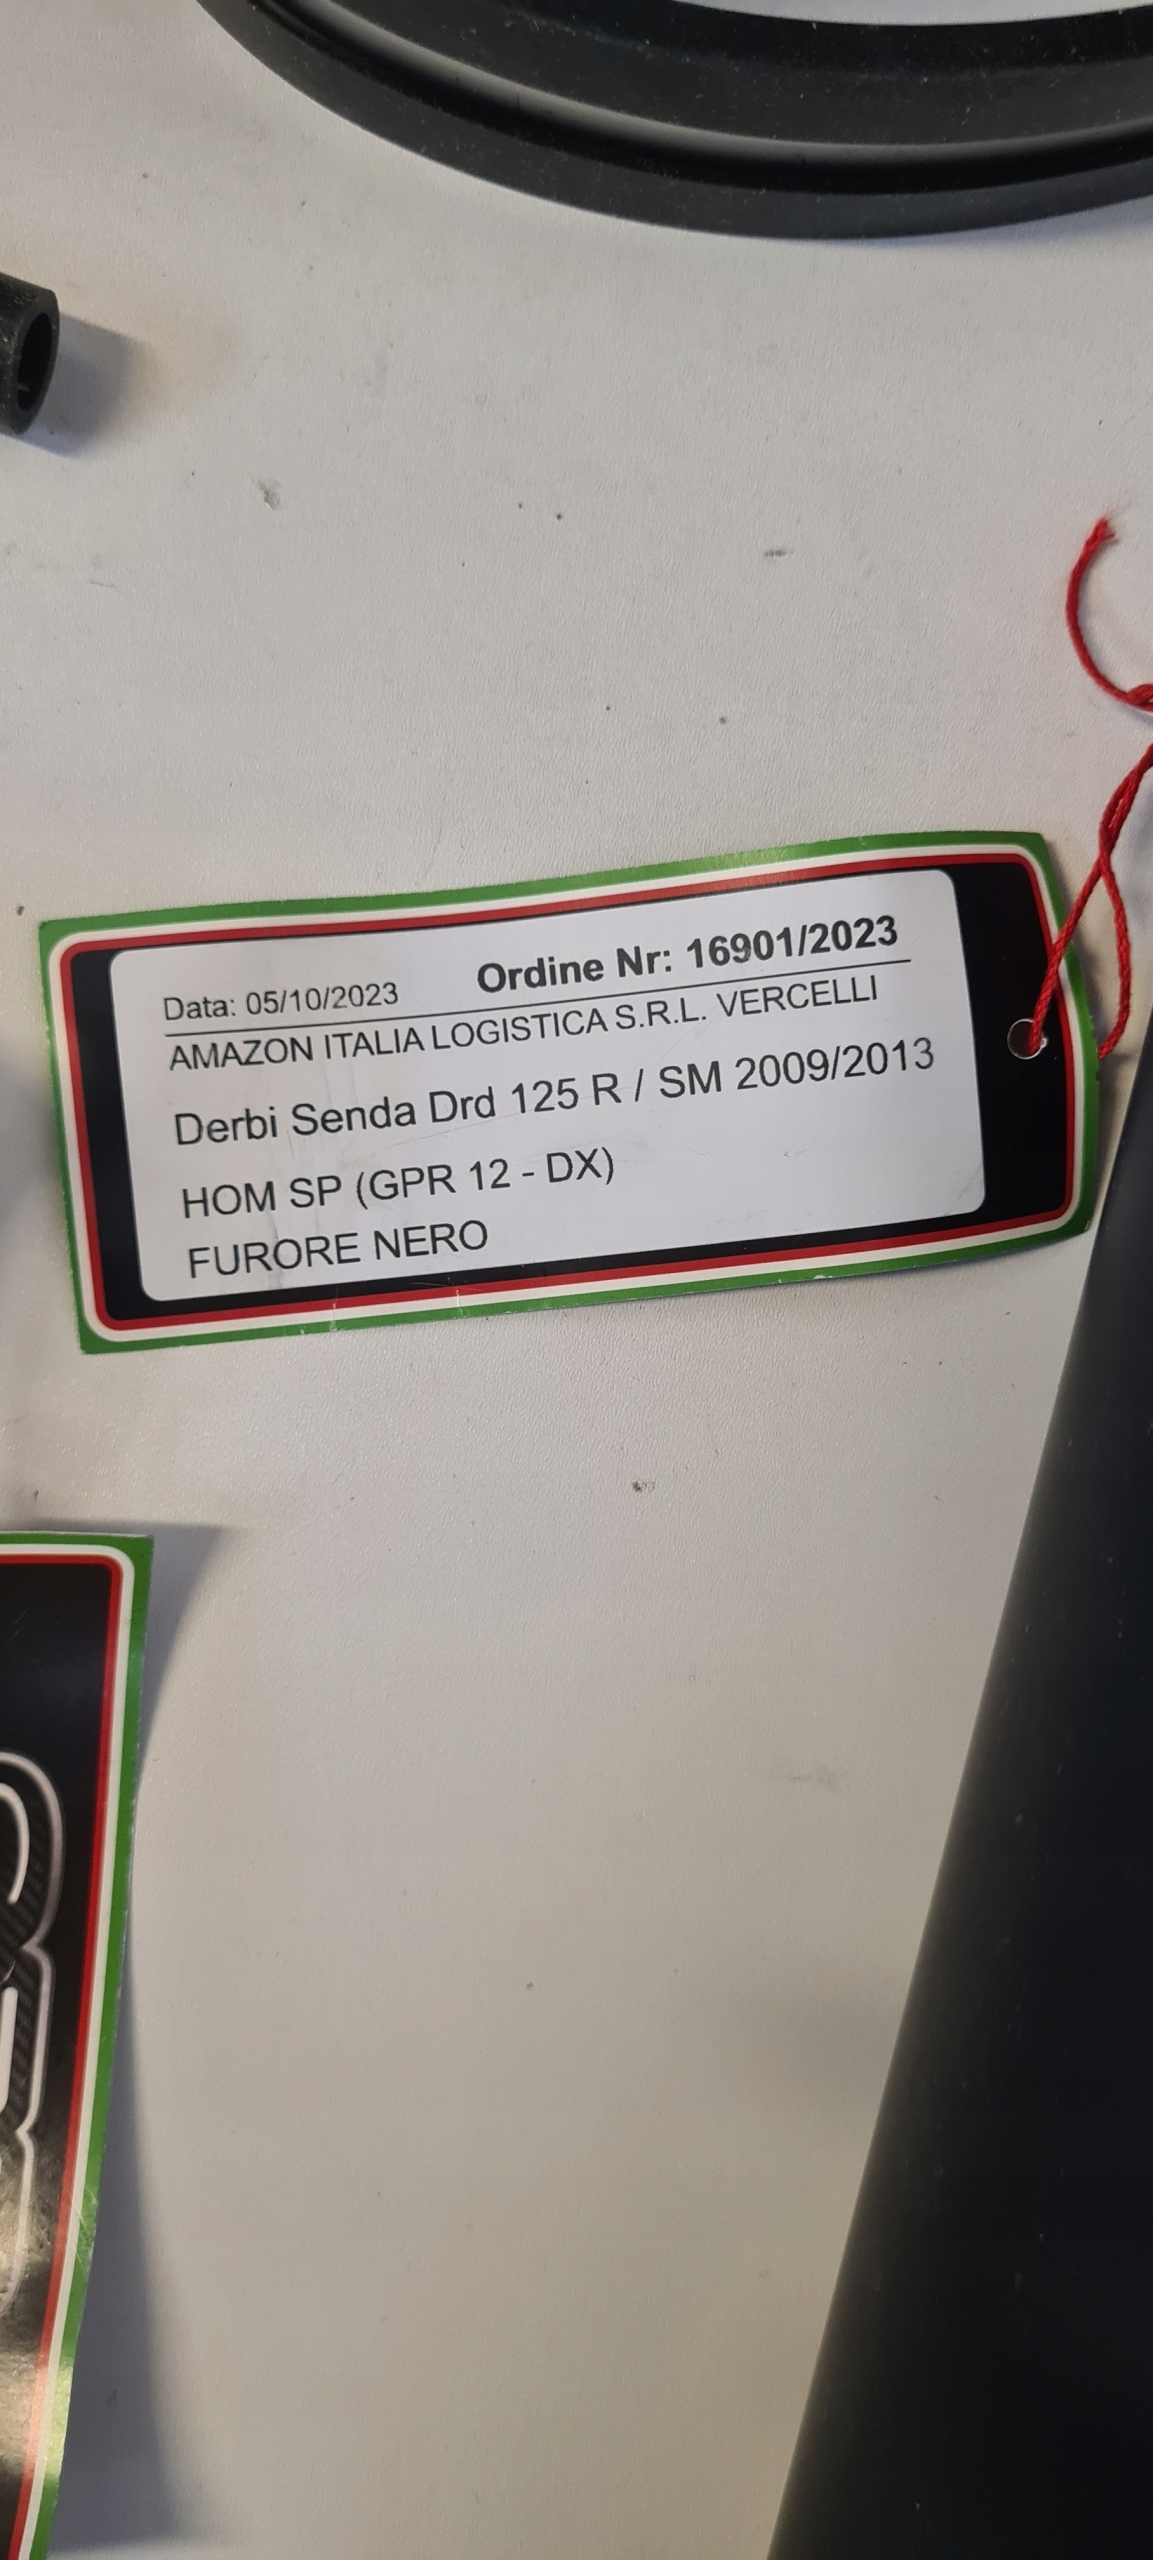 Data: 05/10/2023 Ordine Nr: 16901/2023
AMAZON ITALIA LOGISTICA S.R.L. VERCELLI
Derbi Senda Drd 125 R / SM 2009/2013
HOM SP (GPR 12 - DX)
FURORE NERO